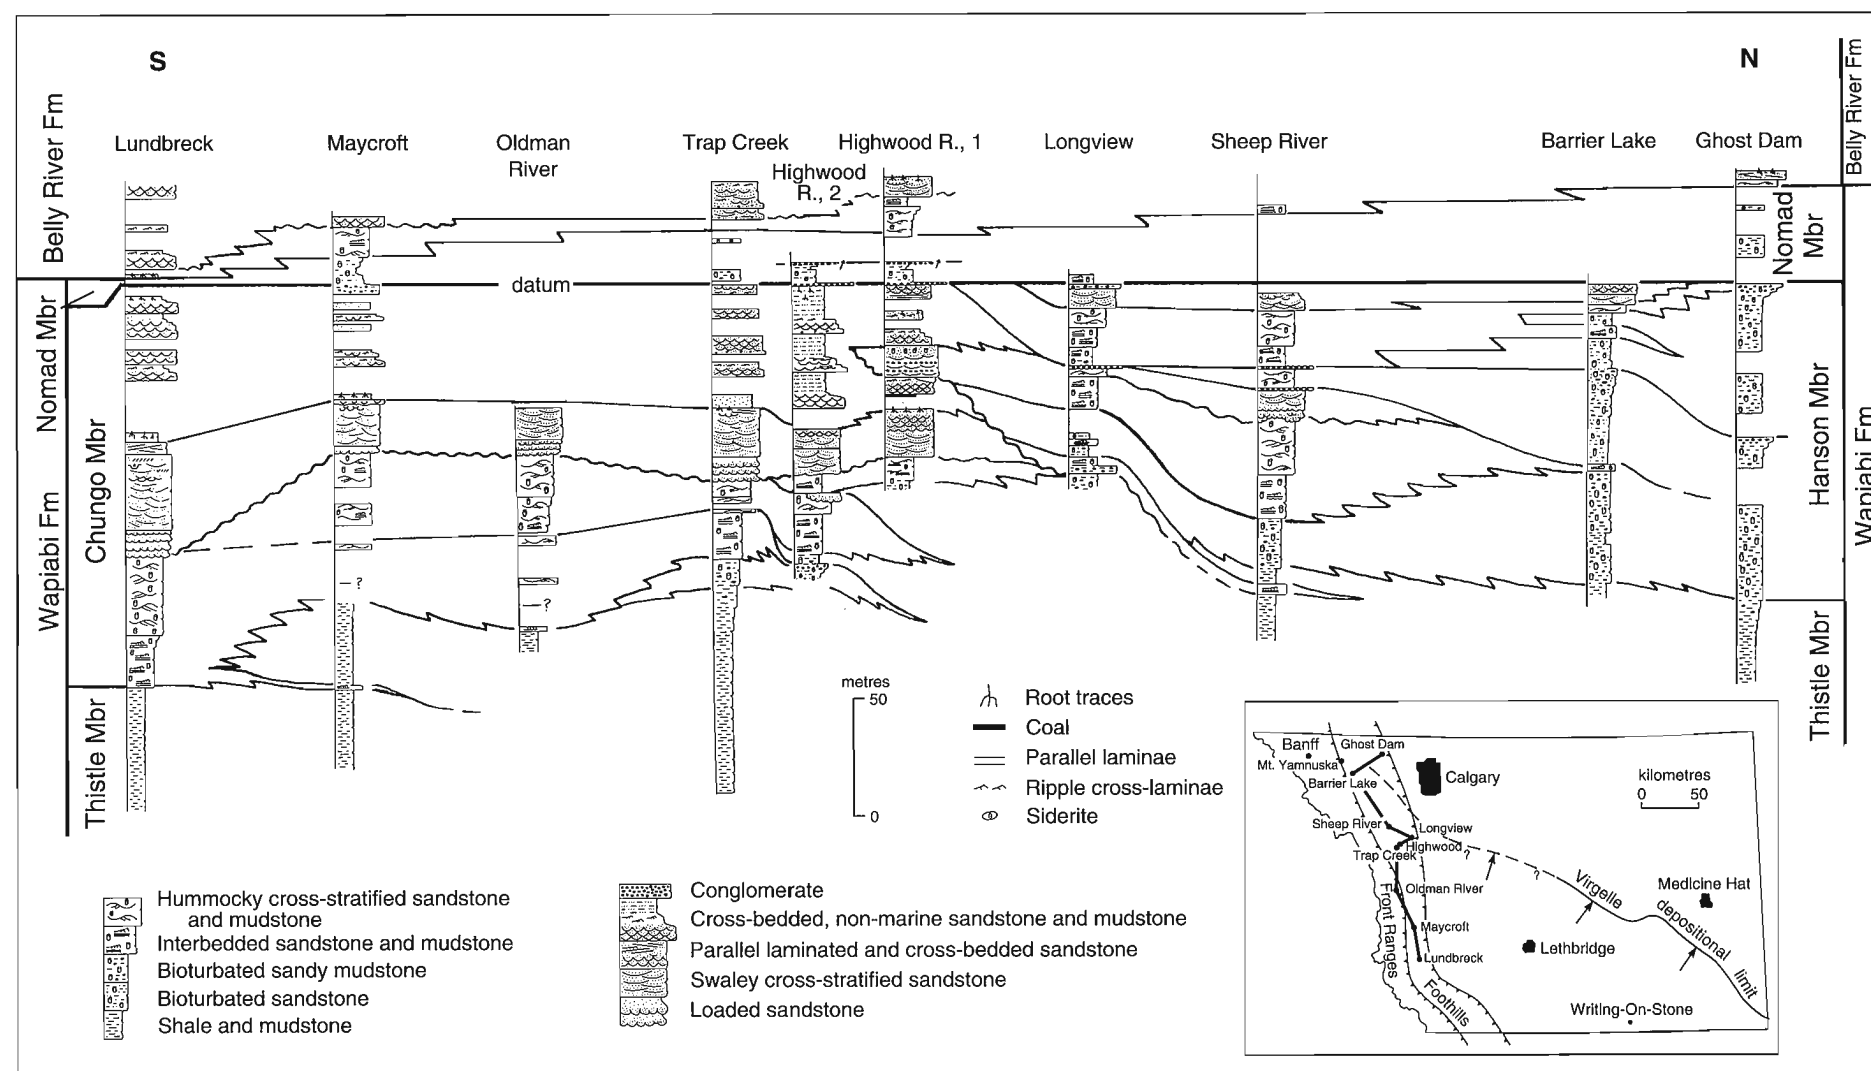 S
N
Belly River Fm
Belly River Fm
Lundbreck
Maycroft
Oldman
River
Trap Creek
Highwood
R., 2
Highwood R., 1
Longview
Sheep River
Barrier Lake
Ghost Dam
datum
?
?
?
?
Nomad Mbr
Chungo Mbr
Wapiabi Fm
Thistle Mbr
Nomad
Mbr
Hanson Mbr
Wapiabi Fm
Thistle Mbr
metres
50
0
Root traces
Coal
Parallel laminae
Ripple cross-laminae
Siderite
Hummocky cross-stratified sandstone
and mudstone
Interbedded sandstone and mudstone
Bioturbated sandy mudstone
Bioturbated sandstone
Shale and mudstone
Conglomerate
Cross-bedded, non-marine sandstone and mudstone
Parallel laminated and cross-bedded sandstone
Swaley cross-stratified sandstone
Loaded sandstone
Banff
Ghost Dam
Mt. Yamnuska
Barrier Lake
Calgary
kilometres
0 50
Sheep River
Longview
Highwood
?
Trap Creek
?
Oldman River
Virgelle
depositional
limit
Medicine Hat
Maycroft
Lethbridge
Lundbreck
Front Ranges
Foothills
Writing-On-Stone